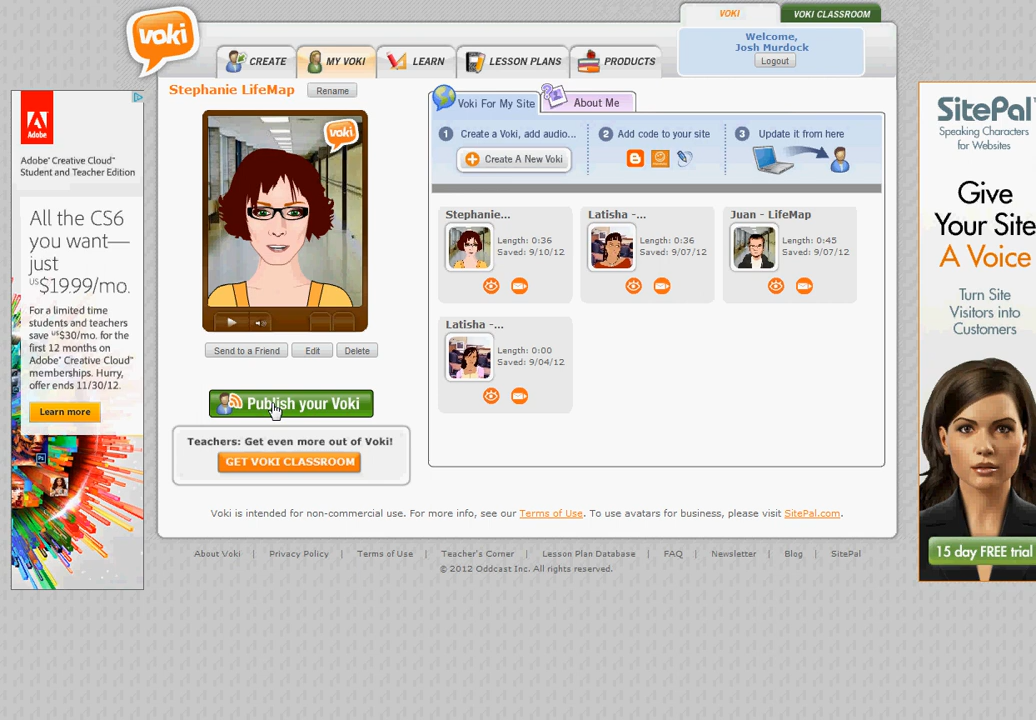 VOKI
VOKI CLASSROOM
voki
Welcome,
Josh Murdock
Logout
CREATE
MY VOKI
LEARN
LESSON PLANS
PRODUCTS
Stephanie LifeMap
Rename
voki
Send to a Friend
Edit
Delete
Publish your Voki
Teachers: Get even more out of Voki!
GET VOKI CLASSROOM
Voki For My Site
About Me
1 Create a Voki, add audio...
Create A New Voki
2 Add code to your site
3 Update it from here
Stephanie...
Length: 0:36
Saved: 9/10/12
Latisha -...
Length: 0:36
Saved: 9/07/12
Juan - LifeMap
Length: 0:45
Saved: 9/07/12
Latisha -...
Length: 0:00
Saved: 9/04/12
Voki is intended for non-commercial use. For more info, see our Terms of Use. To use avatars for business, please visit SitePal.com.
About Voki | Privacy Policy | Terms of Use | Teacher's Corner | Lesson Plan Database | FAQ | Newsletter | Blog | SitePal
© 2012 Oddcast Inc. All rights reserved.
Adobe
Adobe® Creative Cloud™
Student and Teacher Edition
All the CS6
you want—
just
US$19.99/mo.
For a limited time
students and teachers
save US$30/mo. for the
first 12 months on
Adobe® Creative Cloud™
memberships. Hurry,
offer ends 11/30/12.
Learn more
Ps
SitePal™
Speaking Characters
for Websites
Give
Your Site
A Voice
Turn Site
Visitors into
Customers
15 day FREE trial